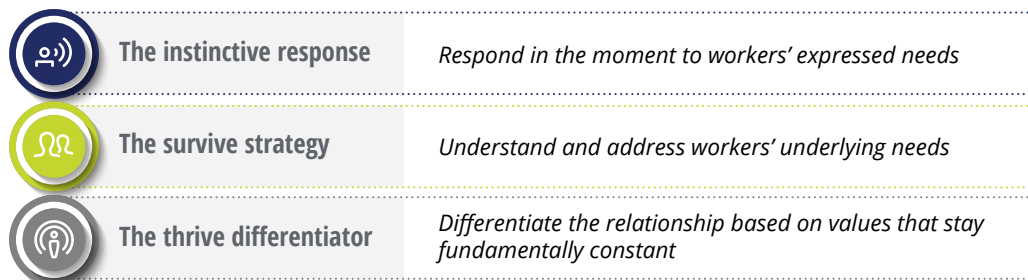 The instinctive response
Respond in the moment to workers’ expressed needs
The survive strategy
Understand and address workers’ underlying needs
The thrive differentiator
Differentiate the relationship based on values that stay
fundamentally constant